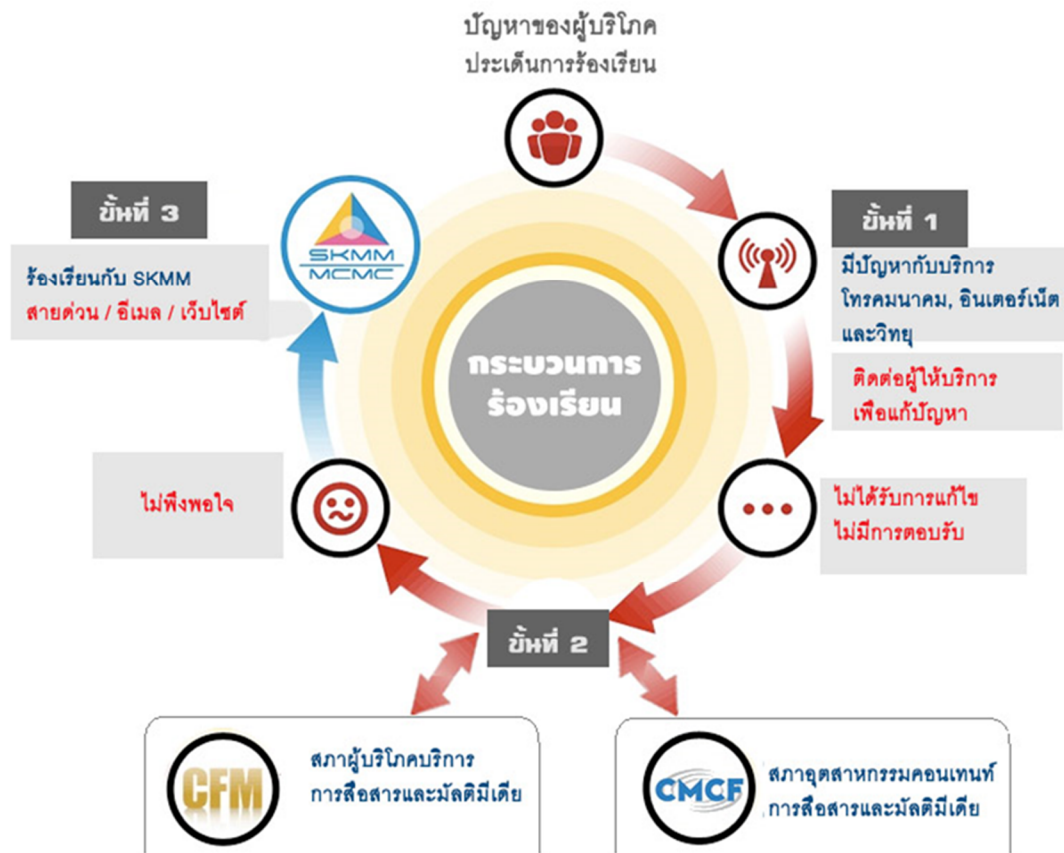 ปัญหาของผู้บริโภค
ประเด็นการร้องเรียน
ขั้นที่ 1
มีปัญหากับบริการ
โทรคมนาคม, อินเตอร์เน็ต
และวิทยุ
ติดต่อผู้ให้บริการ
เพื่อแก้ปัญหา
ไม่ได้รับการแก้ไข
ไม่มีการตอบรับ
ขั้นที่ 2
CFM
สภาผู้บริโภคบริการ
การสื่อสารและมัลติมีเดีย
CMCF
สภาอุตสาหกรรมคอนเทนท์
การสื่อสารและมัลติมีเดีย
ไม่พึงพอใจ
ขั้นที่ 3
ร้องเรียนกับ SKMM
สายด่วน / อีเมล / เว็บไซต์
SKMM
MCMC
กระบวนการ
ร้องเรียน